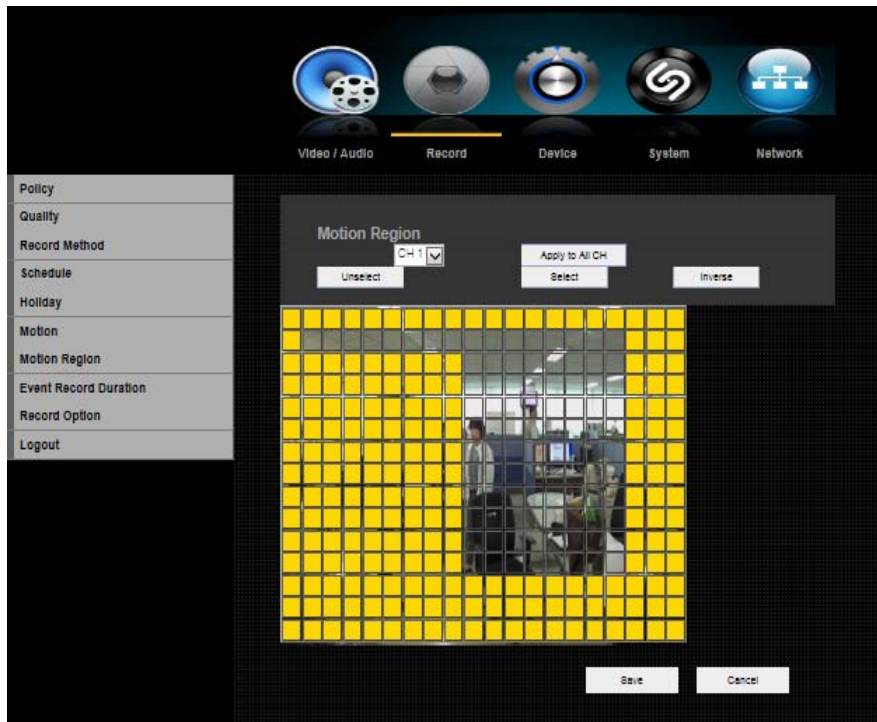 Video / Audio
Record
Device
System
Network
Policy
Quality
Record Method
Schedule
Holiday
Motion
Motion Region
Event Record Duration
Record Option
Logout
Motion Region
CH 1
Apply to All CH
Unselect
Select
Inverse
Save
Cancel